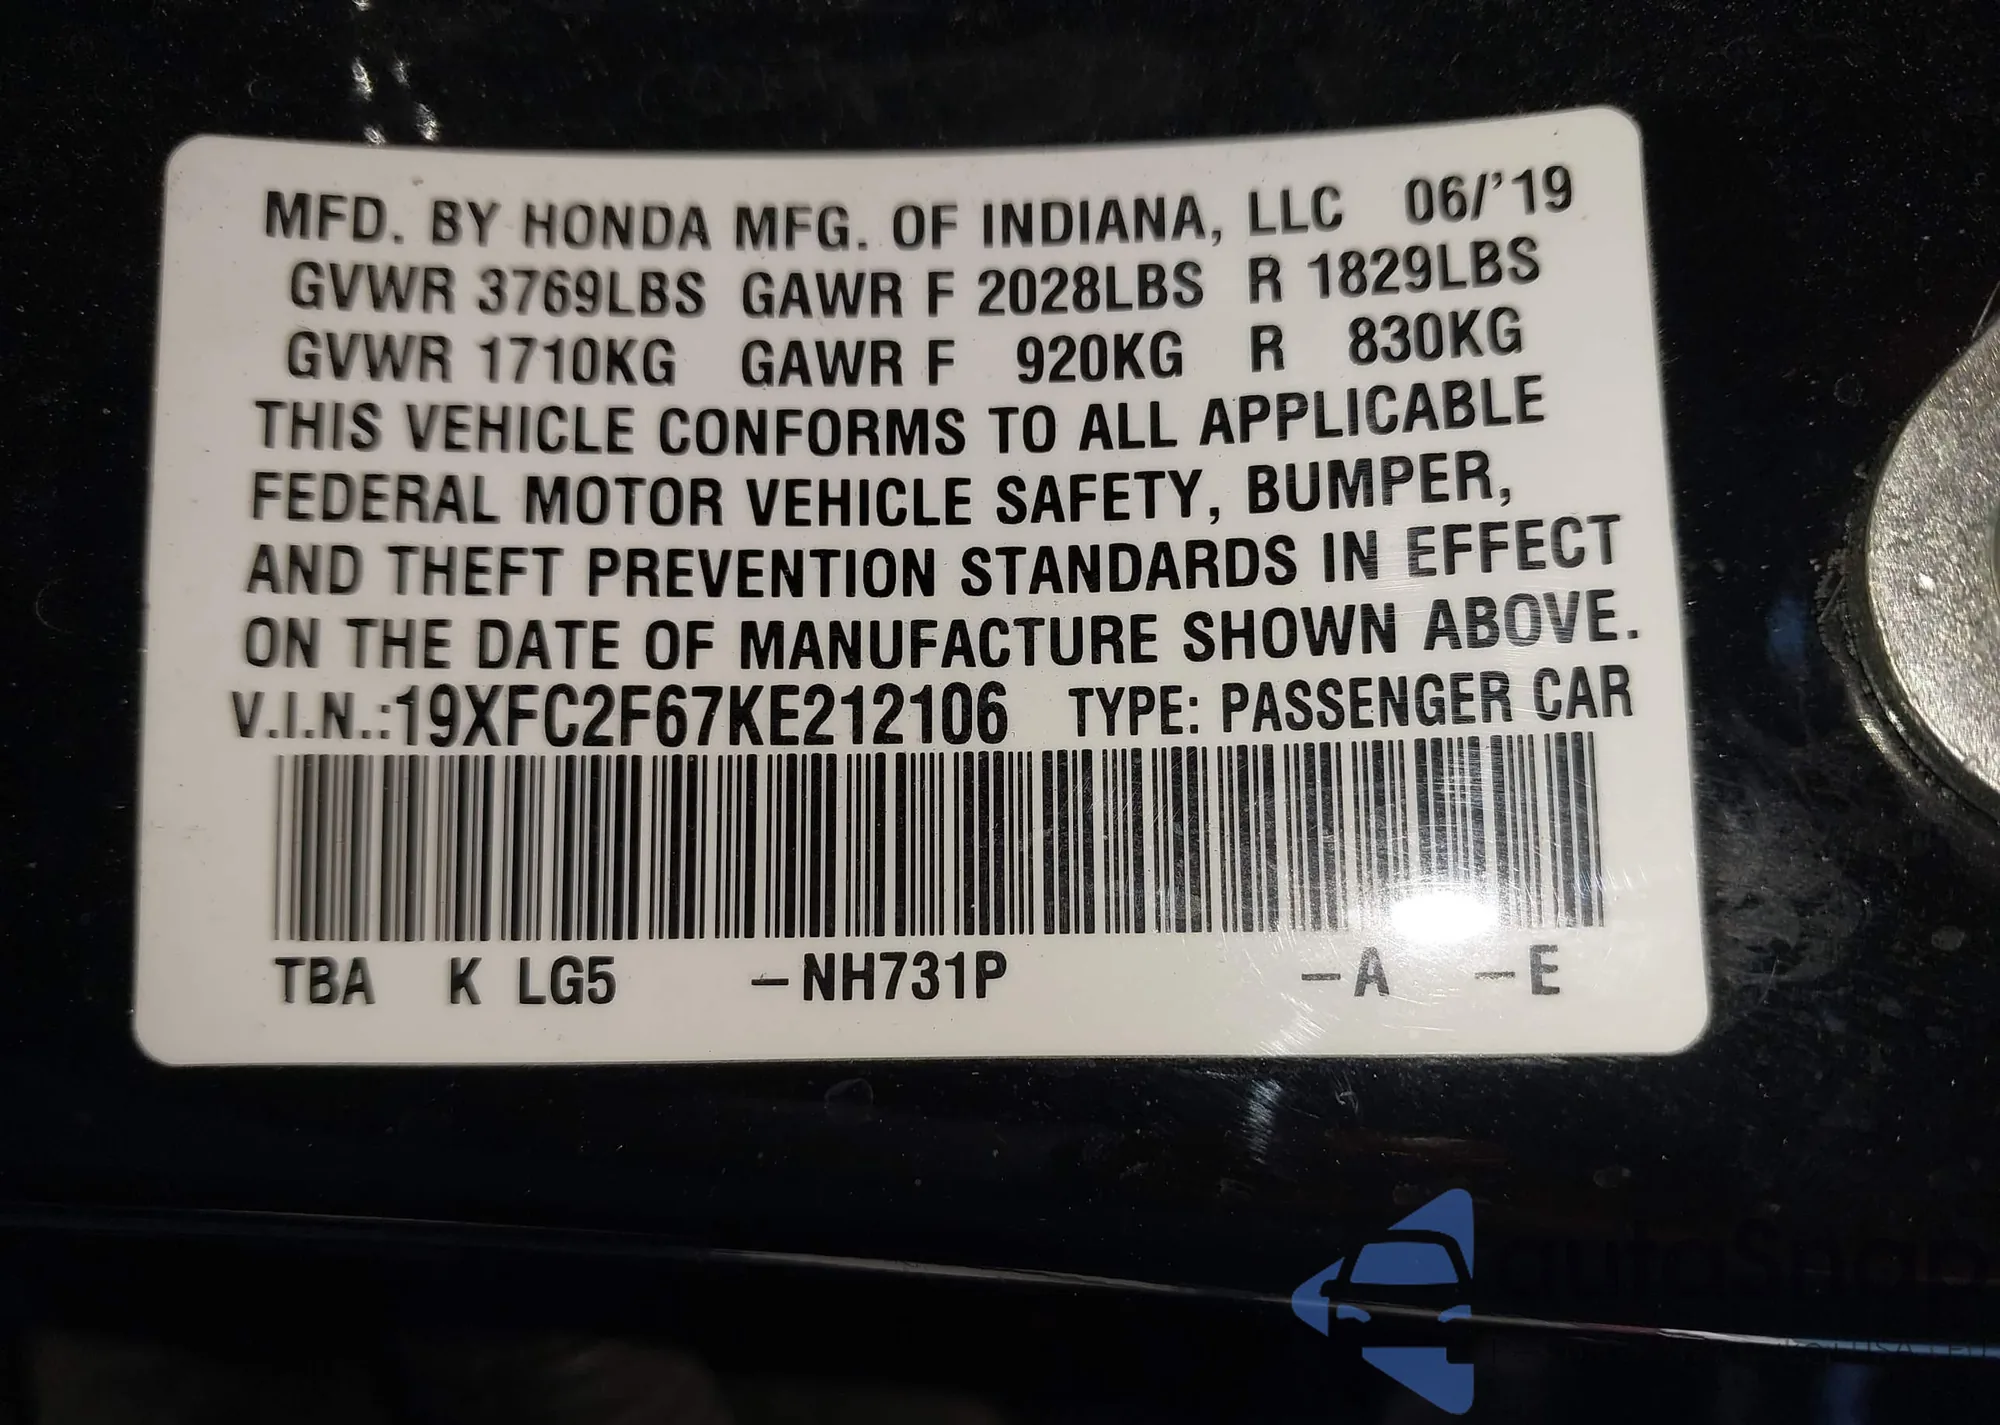 MFD. BY HONDA MFG. OF INDIANA, LLC 06/'19
GVWR 3769LBS GAWR F 2028LBS R 1829LBS
GVWR 1710KG GAWR F 920KG R 830KG
THIS VEHICLE CONFORMS TO ALL APPLICABLE
FEDERAL MOTOR VEHICLE SAFETY, BUMPER,
AND THEFT PREVENTION STANDARDS IN EFFECT
ON THE DATE OF MANUFACTURE SHOWN ABOVE.
V.I.N.:19XFC2F67KE212106 TYPE: PASSENGER CAR
TBA K LG5 –NH731P –A –E
autoSnap